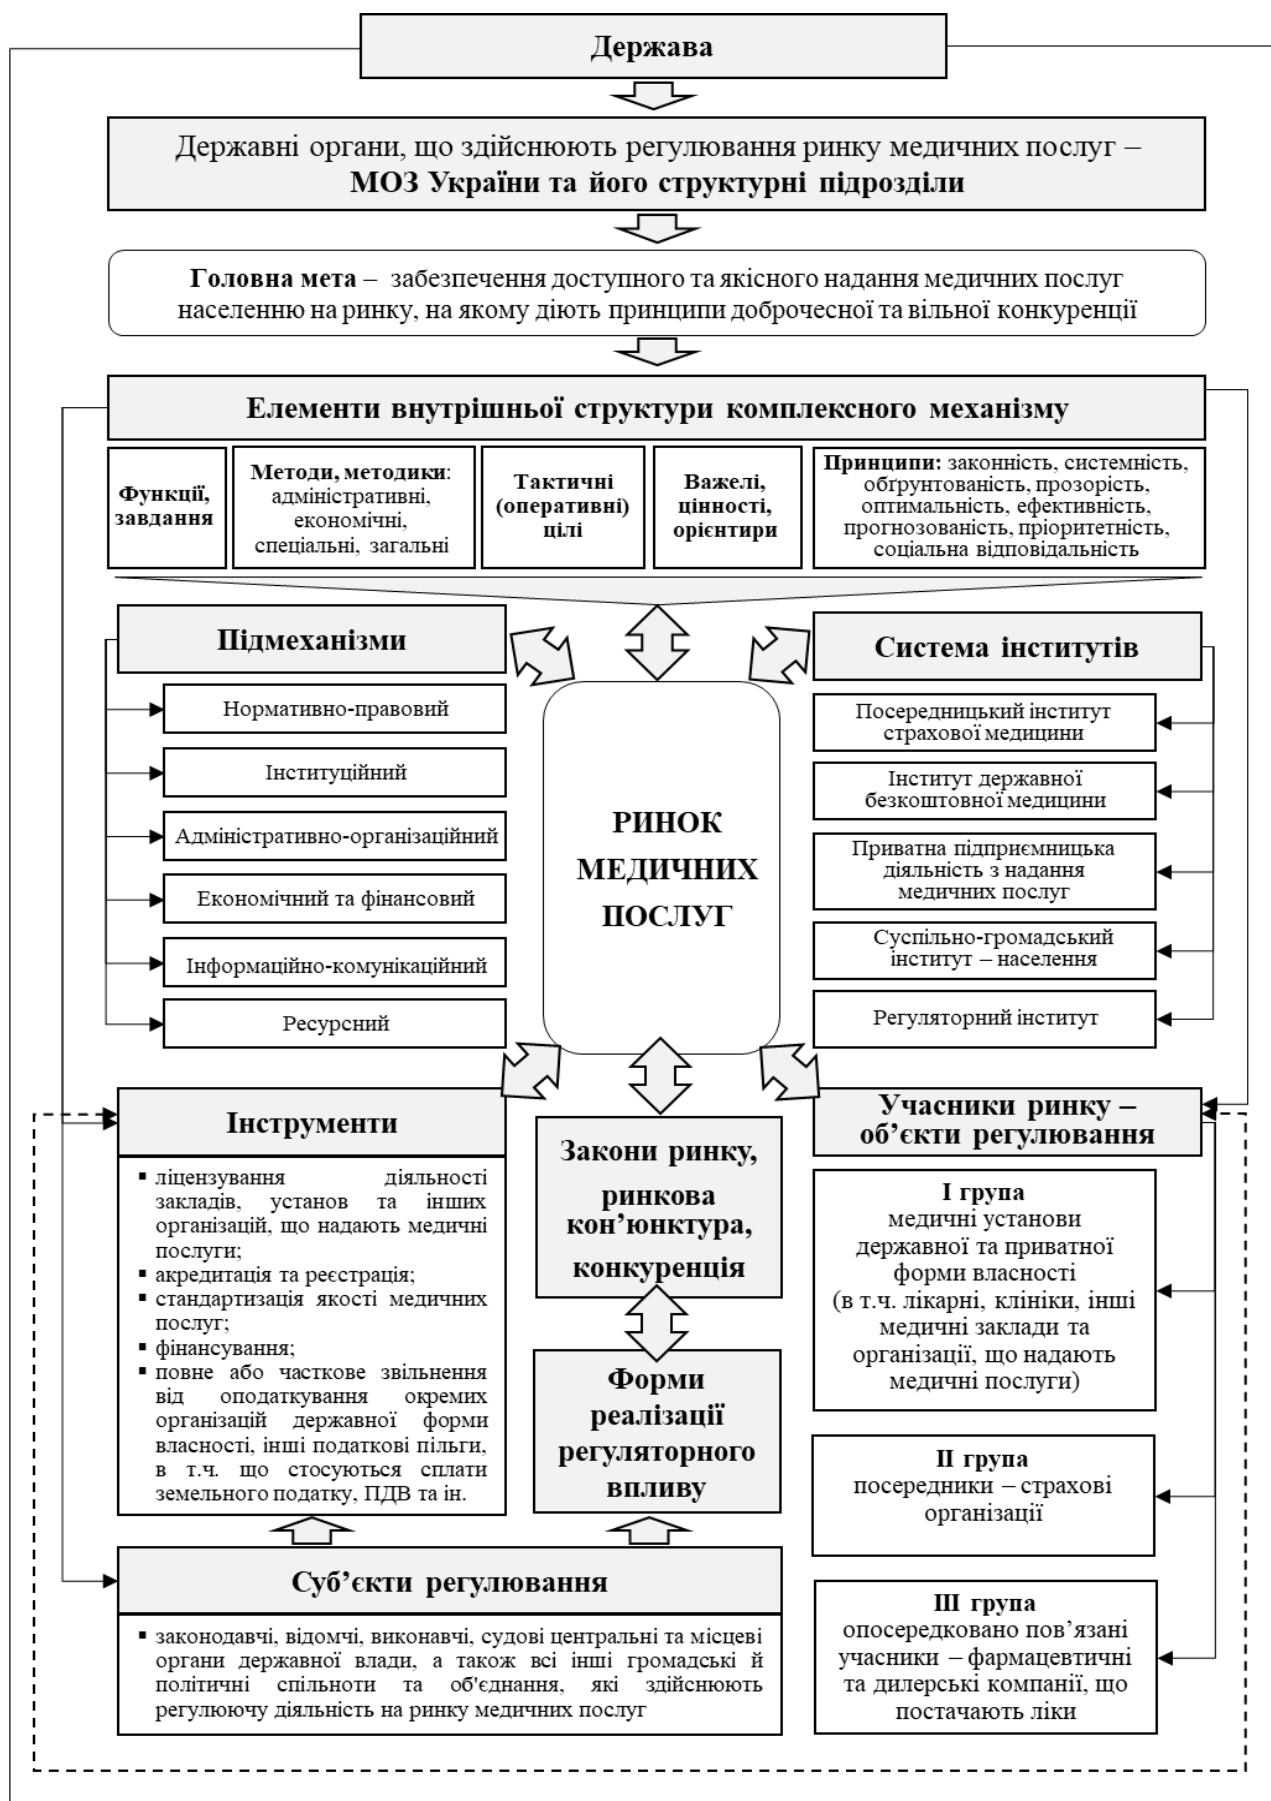 Держава
Державні органи, що здійснюють регулювання ринку медичних послуг –
МОЗ України та його структурні підрозділи
Головна мета – забезпечення доступного та якісного надання медичних послуг
населенню на ринку, на якому діють принципи доброчесної та вільної конкуренції
Елементи внутрішньої структури комплексного механізму
Функції,
завдання
Методи, методики:
адміністративні,
економічні,
спеціальні, загальні
Тактичні
(оперативні)
цілі
Важелі,
цінності,
орієнтири
Принципи: законність, системність,
обґрунтованість, прозорість,
оптимальність, ефективність,
прогнозованість, пріоритетність,
соціальна відповідальність
Підмеханізми
Нормативно-правовий
Інституційний
Адміністративно-організаційний
Економічний та фінансовий
Інформаційно-комунікаційний
Ресурсний
РИНОК
МЕДИЧНИХ
ПОСЛУГ
Система інститутів
Посередницький інститут
страхової медицини
Інститут державної
безкоштовної медицини
Приватна підприємницька
діяльність з надання
медичних послуг
Суспільно-громадський
інститут – населення
Регуляторний інститут
Інструменти
▪ ліцензування діяльності
закладів, установ та інших
організацій, що надають медичні
послуги;
▪ акредитація та реєстрація;
▪ стандартизація якості медичних
послуг;
▪ фінансування;
▪ повне або часткове звільнення
від оподаткування окремих
організацій державної форми
власності, інші податкові пільги,
в т.ч. що стосуються сплати
земельного податку, ПДВ та ін.
Закони ринку,
ринкова
кон’юнктура,
конкуренція
Форми
реалізації
регуляторного
впливу
Учасники ринку –
об’єкти регулювання
І група
медичні установи
державної та приватної
форми власності
(в т.ч. лікарні, клініки, інші
медичні заклади та
організації, що надають
медичні послуги)
ІІ група
посередники – страхові
організації
ІІІ група
опосередковано пов’язані
учасники – фармацевтичні
та дилерські компанії, що
постачають ліки
Суб’єкти регулювання
▪ законодавчі, відомчі, виконавчі, судові центральні та місцеві
органи державної влади, а також всі інші громадські й
політичні спільноти та об'єднання, які здійснюють
регулюючу діяльність на ринку медичних послуг